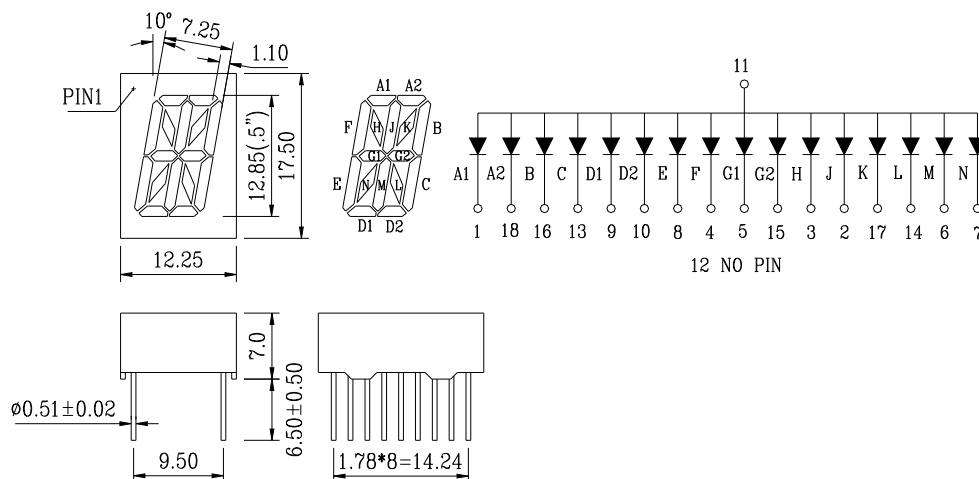 10° 7.25
1.10
PIN1
12.85(.5")
17.50
12.25
A1 A2
F H J K B
G1 G2
E N M L C
D1 D2
11
A1 A2 B C D1 D2 E F G1 G2 H J K L M N
1 18 16 13 9 10 8 4 5 15 3 2 17 14 6 7
12 NO PIN
7.0
6.50±0.50
ø0.51±0.02
9.50
1.78*8=14.24